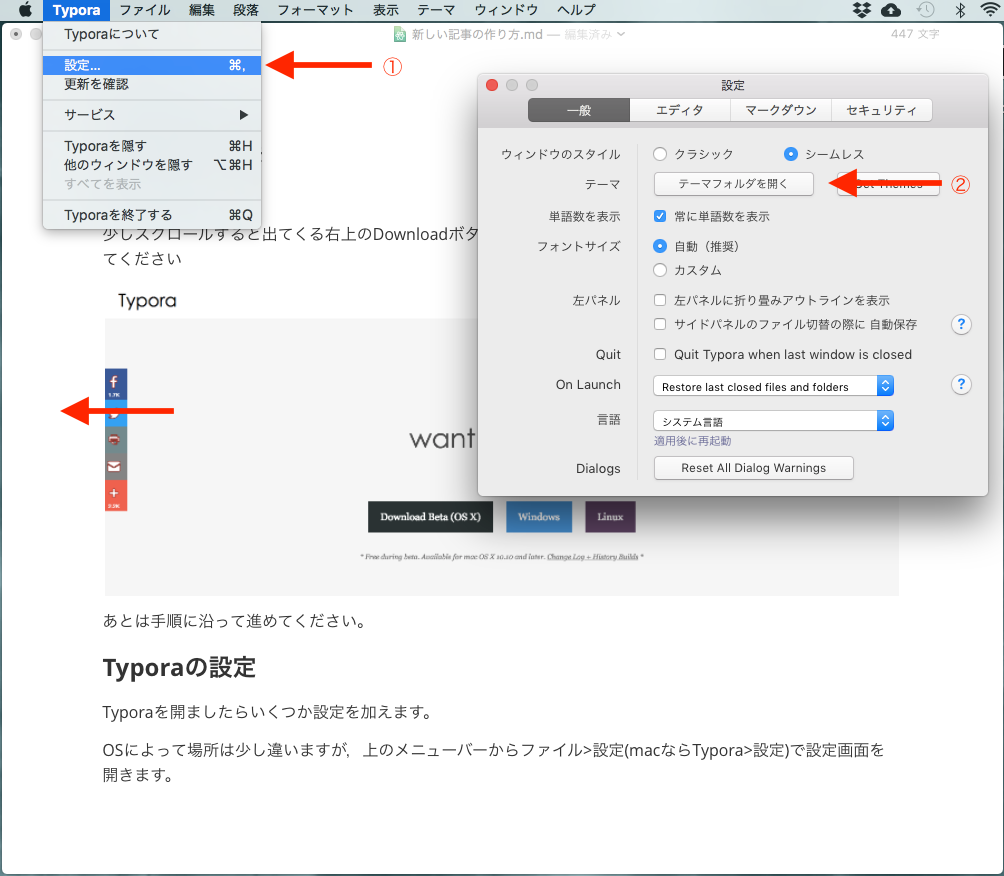 Typora ファイル 編集 段落 フォーマット 表示 テーマ ウィンドウ ヘルプ
新しい記事の作り方.md — 編集済み
447 文字
Typoraについて
設定... ⌘,
①
更新を確認
サービス
Typoraを隠す ⌘H
他のウィンドウを隠す ⌥⌘H
すべてを表示
Typoraを終了する ⌘Q
設定
一般 エディタ マークダウン セキュリティ
ウィンドウのスタイル クラシック シームレス
テーマ テーマフォルダを開く Get Themes
②
単語数を表示 常に単語数を表示
フォントサイズ 自動（推奨）
カスタム
左パネル 左パネルに折り畳みアウトラインを表示
サイドパネルのファイル切替の際に 自動保存 ?
Quit Quit Typora when last window is closed
On Launch Restore last closed files and folders ?
言語 システム言語
適用後に再起動
Dialogs Reset All Dialog Warnings
少しスクロールすると出てくる右上のDownloadボタ
てください
Typora
1.7K
want
2.2K
Download Beta (OS X) Windows Linux
* Free during beta. Available for mac OS X 10.10 and later. Change Log + History Builds *
あとは手順に沿って進めてください。
Typoraの設定
Typoraを開ましたらいくつか設定を加えます。
OSによって場所は少し違いますが，上のメニューバーからファイル>設定(macならTypora>設定)で設定画面を
開きます。